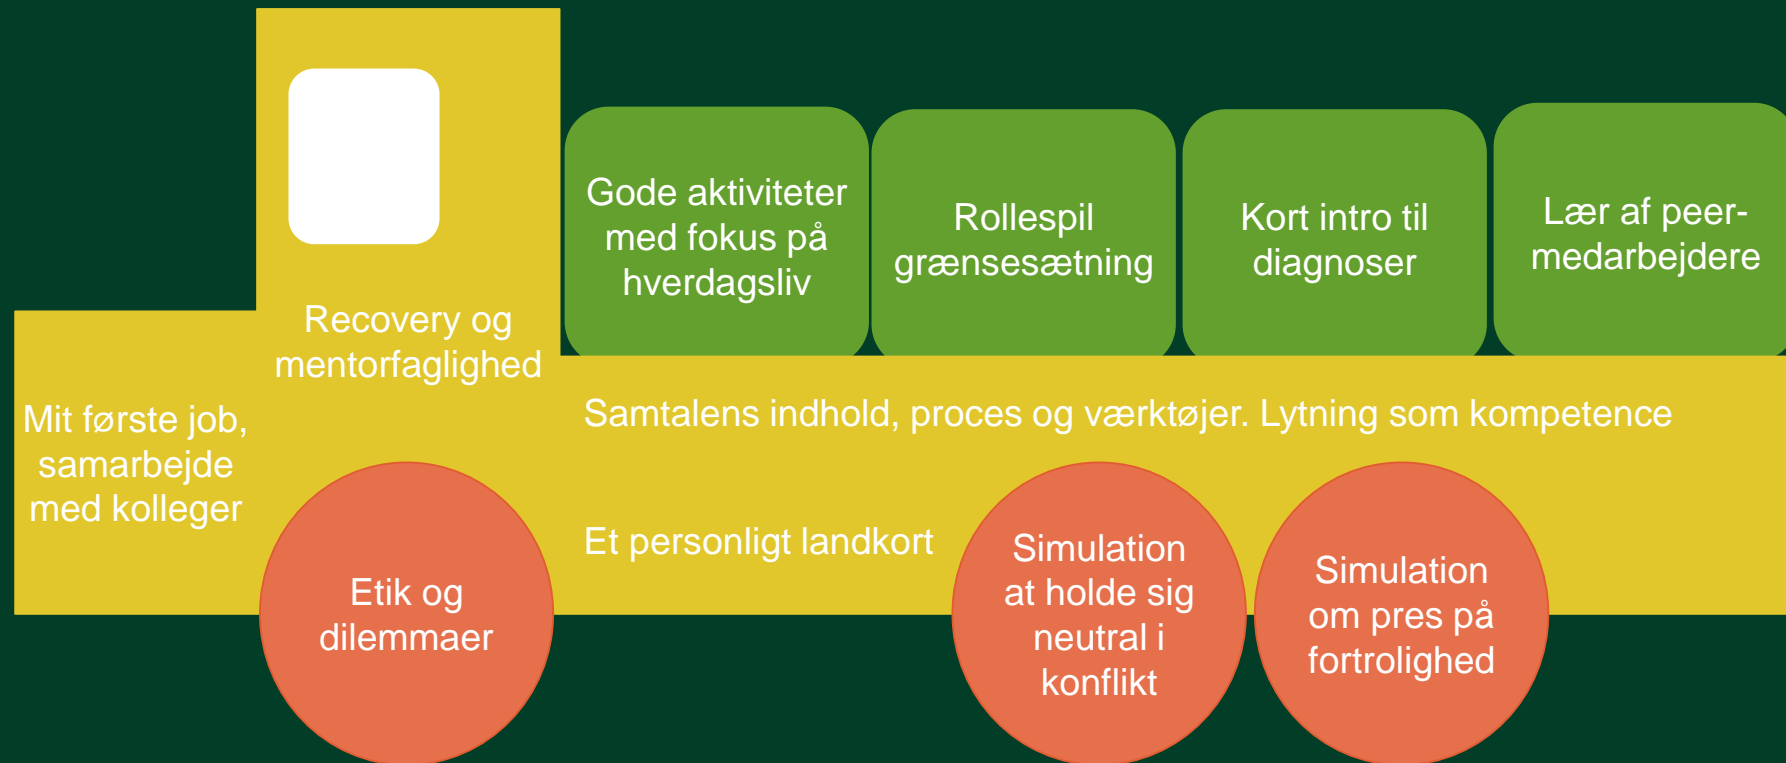 Mit første job,
samarbejde
med kolleger
Recovery og
mentorfaglighed
Gode aktiviteter
med fokus på
hverdagsliv
Rollespil
grænsesætning
Kort intro til
diagnoser
Lær af peer-
medarbejdere
Samtalens indhold, proces og værktøjer. Lytning som kompetence
Et personligt landkort
Etik og
dilemmaer
Simulation
at holde sig
neutral i
konflikt
Simulation
om pres på
fortrolighed